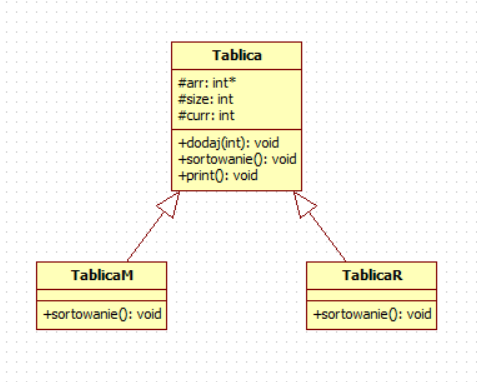 Tablica
#arr: int*
#size: int
#curr: int
+dodaj(int): void
+sortowanie(): void
+print(): void
TablicaM
+sortowanie(): void
TablicaR
+sortowanie(): void